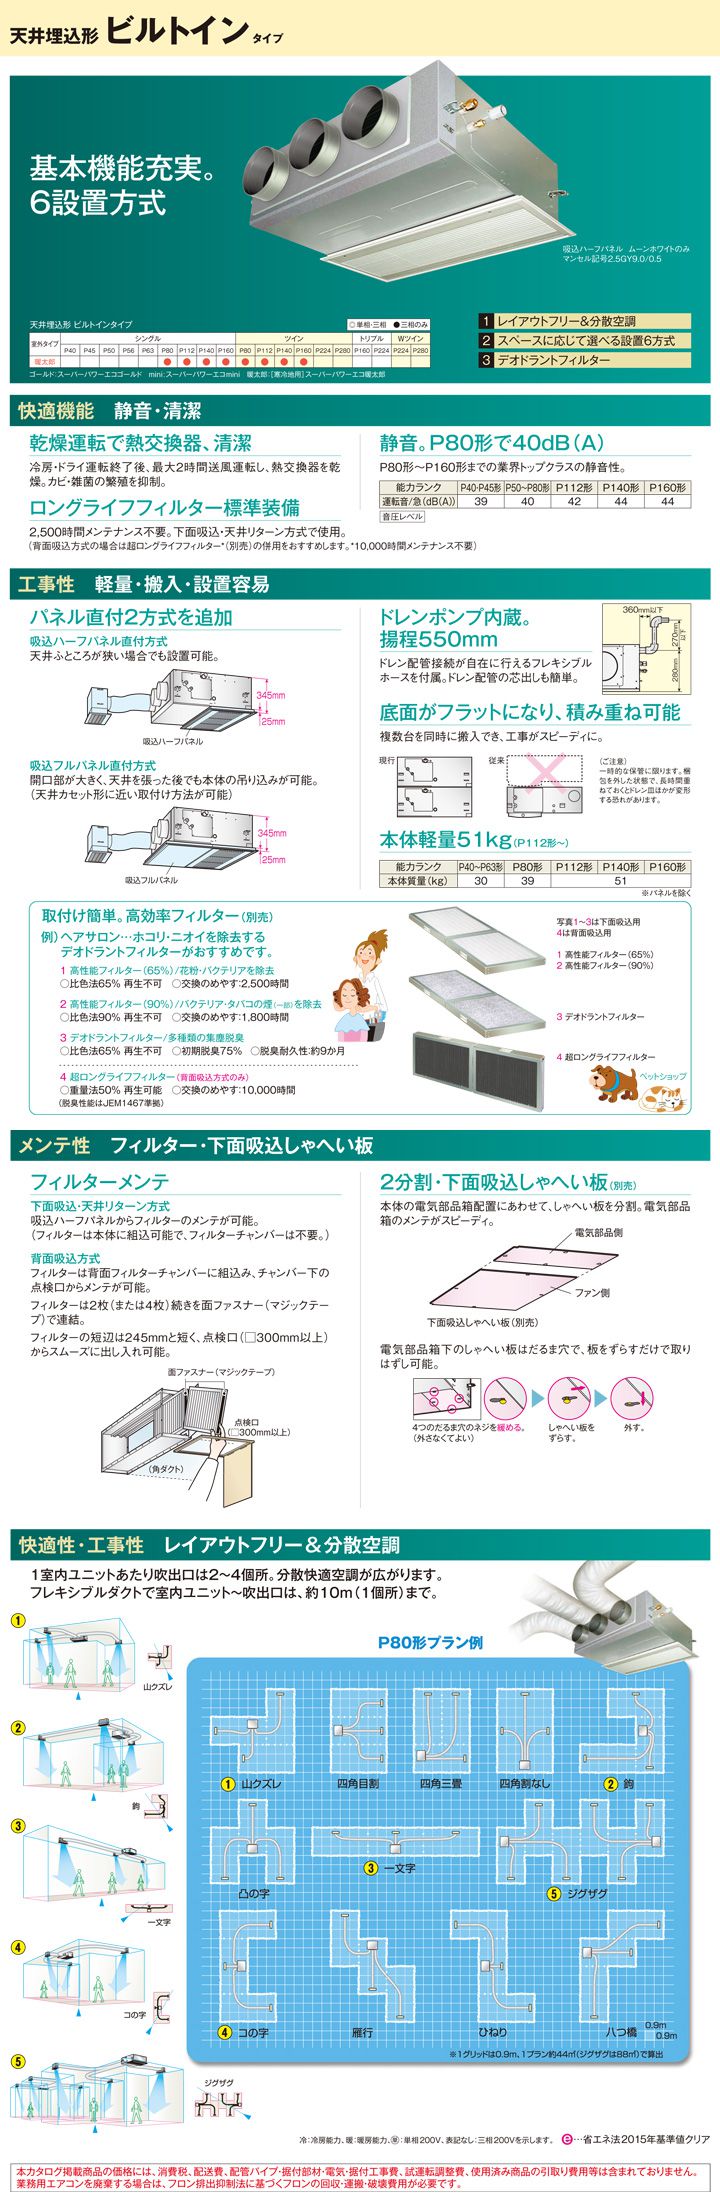 天井埋込形 ビルトインタイプ
基本機能充実。
6設置方式
吸込ハーフパネル ムーンホワイトのみ
マンセル記号2.5GY9.0/0.5
天井埋込形 ビルトインタイプ
◎単相・三相 ●三相のみ
室外タイプ シングル ツイン トリプル Wツイン
P40 P45 P50 P56 P63 P80 P112 P140 P160 P80 P112 P140 P160 P224 P280 P160 P224 P224 P280
暖太郎 ● ● ● ● ● ● ● ●
ゴールド:スーパーパワーエコゴールド mini:スーパーパワーエコmini 暖太郎:[寒冷地用]スーパーパワーエコ暖太郎
1 レイアウトフリー&分散空調
2 スペースに応じて選べる設置6方式
3 デオドラントフィルター
快適機能 静音・清潔
乾燥運転で熱交換器、清潔
冷房・ドライ運転終了後、最大2時間送風運転し、熱交換器を乾
燥。カビ・雑菌の繁殖を抑制。
ロングライフフィルター標準装備
2,500時間メンテナンス不要。下面吸込・天井リターン方式で使用。
(背面吸込方式の場合は超ロングライフフィルター*(別売)の併用をおすすめします。*10,000時間メンテナンス不要)
静音。P80形で40dB(A)
P80形〜P160形までの業界トップクラスの静音性。
能力ランク P40・P45形 P50〜P80形 P112形 P140形 P160形
運転音/急(dB(A)) 39 40 42 44 44
音圧レベル
工事性 軽量・搬入・設置容易
パネル直付2方式を追加
吸込ハーフパネル直付方式
天井ふところが狭い場合でも設置可能。
345mm
25mm
吸込ハーフパネル
吸込フルパネル直付方式
開口部が大きく、天井を張った後でも本体の吊り込みが可能。
(天井カセット形に近い取付け方法が可能)
345mm
25mm
吸込フルパネル
ドレンポンプ内蔵。
揚程550mm
ドレン配管接続が自在に行えるフレキシブル
ホースを付属。ドレン配管の芯出しも簡単。
360mm以下
270mm以下
280mm
底面がフラットになり、積み重ね可能
複数台を同時に搬入でき、工事がスピーディに。
現行
従来
(ご注意)
一時的な保管に限ります。梱
包を外した状態で、長時間重
ねておくとドレン皿ほかが変形
する恐れがあります。
本体軽量51kg(P112形〜)
能力ランク P40〜P63形 P80形 P112形 P140形 P160形
本体質量(kg) 30 39 51
※パネルを除く
取付け簡単。高効率フィルター(別売)
例)ヘアサロン…ホコリ・ニオイを除去する
デオドラントフィルターがおすすめです。
1 高性能フィルター(65%)/花粉・バクテリアを除去
○比色法65% 再生不可 ○交換のめやす:2,500時間
2 高性能フィルター(90%)/バクテリア・タバコの煙(一部)を除去
○比色法90% 再生不可 ○交換のめやす:1,800時間
3 デオドラントフィルター/多種類の集塵脱臭
○比色法65% 再生不可 ○初期脱臭75% ○脱臭耐久性:約9か月
4 超ロングライフフィルター(背面吸込方式のみ)
○重量法50% 再生可能 ○交換のめやす:10,000時間
(脱臭性能はJEM1467準拠)
写真1〜3は下面吸込用
4は背面吸込用
1 高性能フィルター(65%)
2 高性能フィルター(90%)
3 デオドラントフィルター
4 超ロングライフフィルター
ペットショップ
メンテ性 フィルター・下面吸込しゃへい板
フィルターメンテ
下面吸込・天井リターン方式
吸込ハーフパネルからフィルターのメンテが可能。
(フィルターは本体に組込可能で、フィルターチャンバーは不要。)
背面吸込方式
フィルターは背面フィルターチャンバーに組込み、チャンバー下の
点検口からメンテが可能。
フィルターは2枚(または4枚)続きを面ファスナー(マジックテー
プ)で連結。
フィルターの短辺は245mmと短く、点検口(□300mm以上)
からスムーズに出し入れ可能。
面ファスナー(マジックテープ)
点検口
(□300mm以上)
(角ダクト)
2分割・下面吸込しゃへい板(別売)
本体の電気部品箱配置にあわせて、しゃへい板を分割。電気部品
箱のメンテがスピーディ。
電気部品側
ファン側
下面吸込しゃへい板(別売)
電気部品箱下のしゃへい板はだるま穴で、板をずらすだけで取り
はずし可能。
4つのだるま穴のネジを緩める。
(外さなくてよい)
しゃへい板を
ずらす。
外す。
快適性・工事性 レイアウトフリー&分散空調
1室内ユニットあたり吹出口は2〜4個所。分散快適空調が広がります。
フレキシブルダクトで室内ユニット〜吹出口は、約10m(1個所)まで。
1
山クズレ
2
鉤
3
一文字
4
コの字
5
ジグザグ
P80形プラン例
1 山クズレ
四角目割
四角三畳
四角割なし
2 鉤
凸の字
3 一文字
5 ジグザグ
4 コの字
雁行
ひねり
八つ橋
0.9m
0.9m
※1グリッドは0.9m、1プラン約44㎡(ジグザグは88㎡)で算出
冷:冷房能力、暖:暖房能力、単:単相200V、表記なし:三相200Vを示します。 e…省エネ法2015年基準値クリア
本カタログ掲載商品の価格には、消費税、配送費、配管パイプ・据付部材・電気・据付工事費、試運転調整費、使用済み商品の引取り費用等は含まれておりません。
業務用エアコンを廃棄する場合は、フロン排出抑制法に基づくフロンの回収・運搬・破壊費用が必要です。